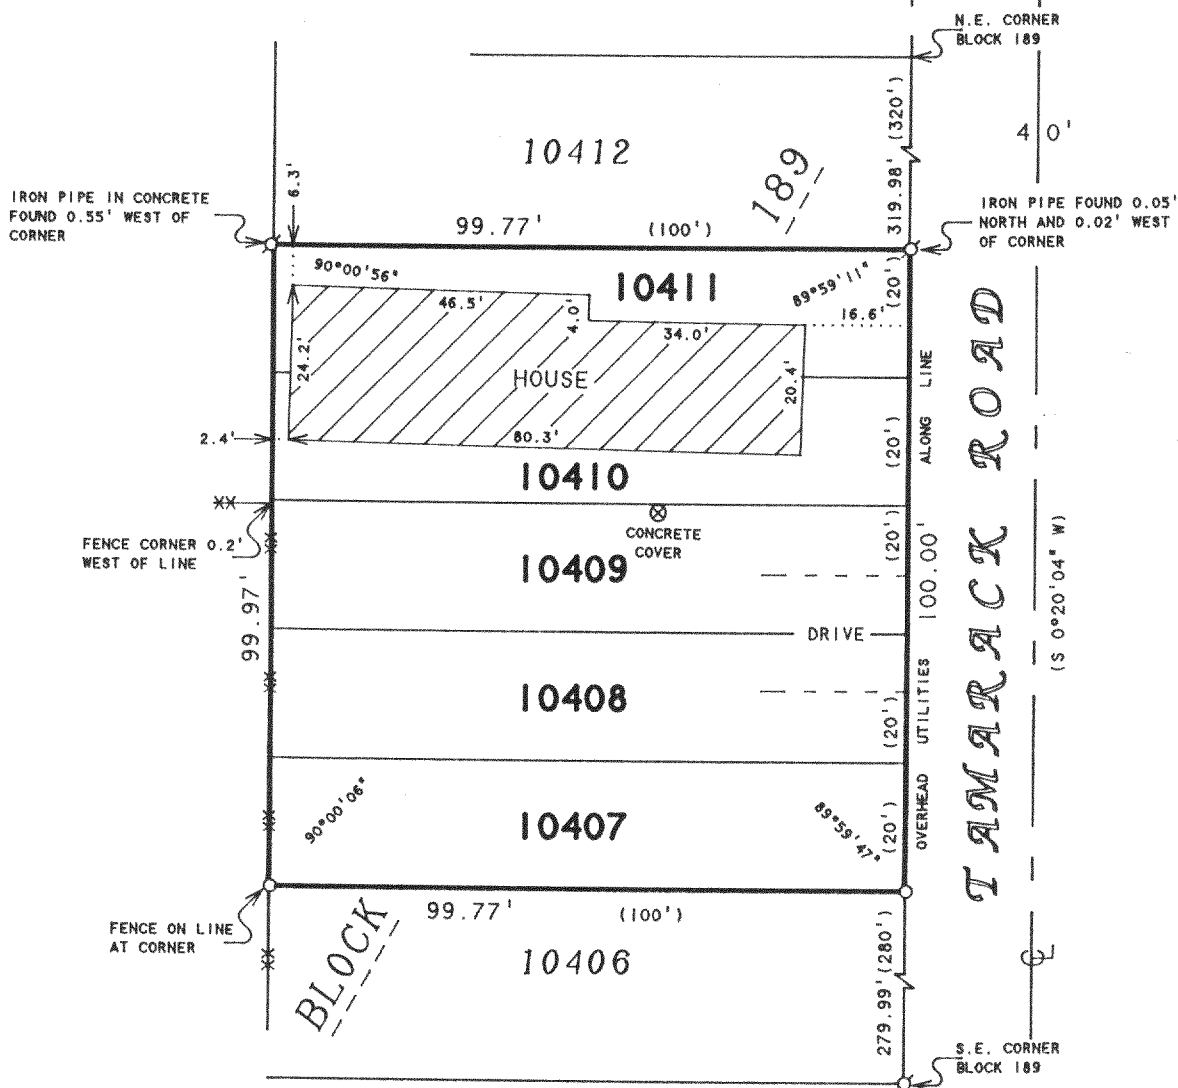 N.E. CORNER
BLOCK 189
(320')
319.98'
40'
10412
189
6.3'
IRON PIPE IN CONCRETE
FOUND 0.55' WEST OF
CORNER
IRON PIPE FOUND 0.05'
NORTH AND 0.02' WEST
OF CORNER
99.77' (100')
90°00'56"
10411
89°59'11"
(20')
46.5'
4.0'
34.0'
16.6'
24.2'
HOUSE
20.4'
2.4'
80.3'
(20')
10410
XX
FENCE CORNER 0.2'
WEST OF LINE
CONCRETE
COVER
(20')
10409
99.97'
100.00'
DRIVE
10408
(20')
OVERHEAD UTILITIES ALONG LINE
TAMARACK ROAD
(S 0°20'04" W)
90°00'06"
10407
89°59'47"
(20')
99.77' (100')
FENCE ON LINE
AT CORNER
BLOCK
10406
(280')
279.99'
S.E. CORNER
BLOCK 189